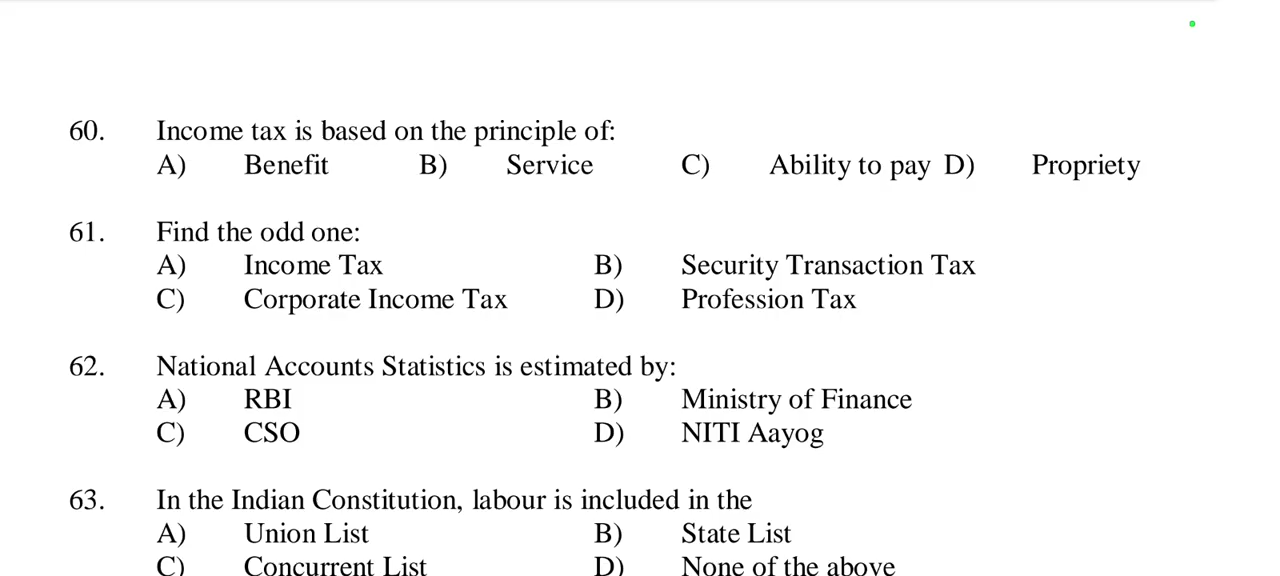 60. Income tax is based on the principle of:
A) Benefit B) Service C) Ability to pay D) Propriety
61. Find the odd one:
A) Income Tax B) Security Transaction Tax
C) Corporate Income Tax D) Profession Tax
62. National Accounts Statistics is estimated by:
A) RBI B) Ministry of Finance
C) CSO D) NITI Aayog
63. In the Indian Constitution, labour is included in the
A) Union List B) State List
C) Concurrent List D) None of the above